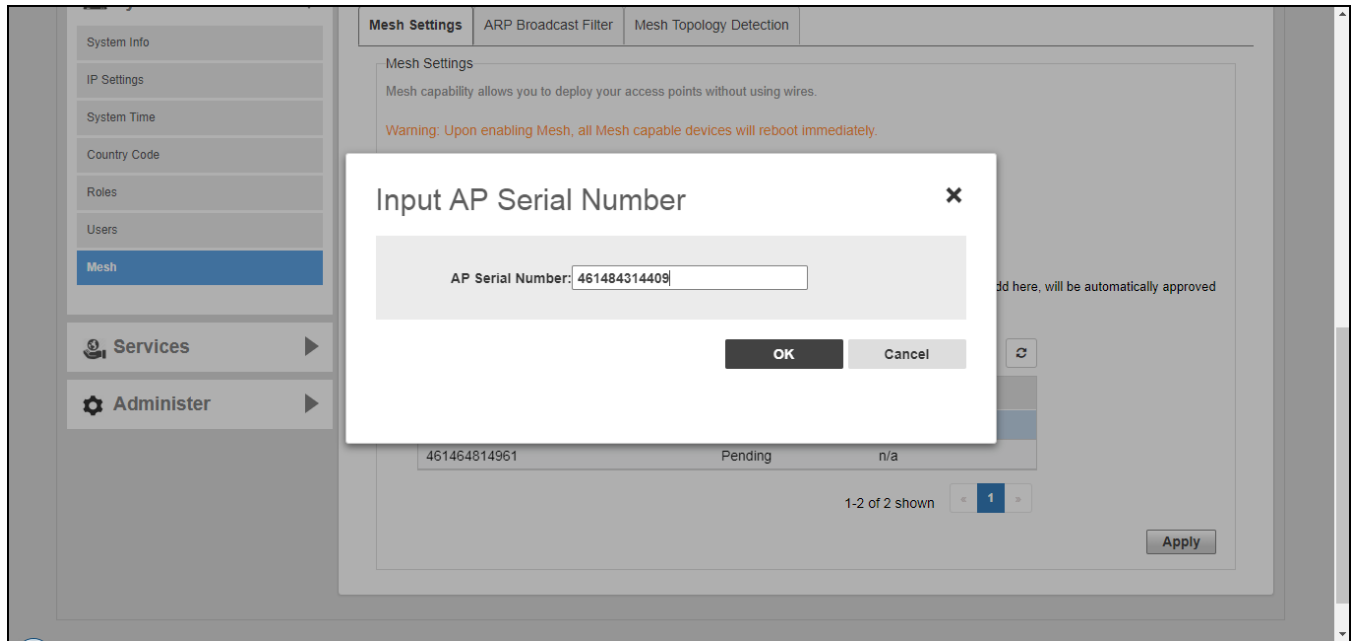 System Info
IP Settings
System Time
Country Code
Roles
Users
Mesh
Services
Administer
Mesh Settings
ARP Broadcast Filter
Mesh Topology Detection
Mesh Settings
Mesh capability allows you to deploy your access points without using wires.
Warning: Upon enabling Mesh, all Mesh capable devices will reboot immediately.
Input AP Serial Number
AP Serial Number: 461484314409
OK Cancel
here, will be automatically approved
461464814961 Pending n/a
1-2 of 2 shown « 1 »
Apply